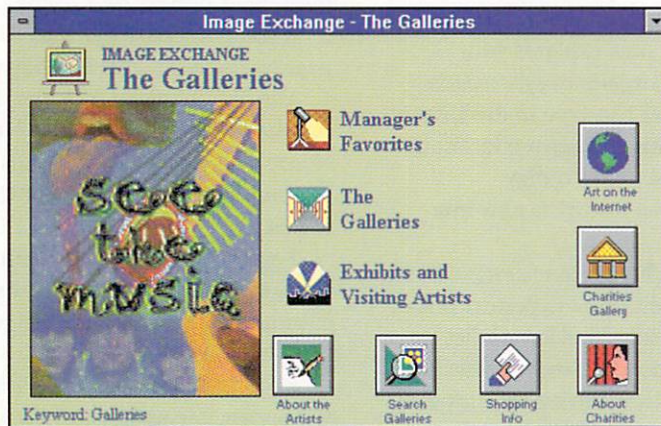 Image Exchange - The Galleries
IMAGE EXCHANGE
The Galleries
see
the
music
Manager's
Favorites
The
Galleries
Exhibits and
Visiting Artists
Art on the
Internet
Charities
Gallery
About the
Artists
Search
Galleries
Shopping
Info
About
Charities
Keyword: Galleries